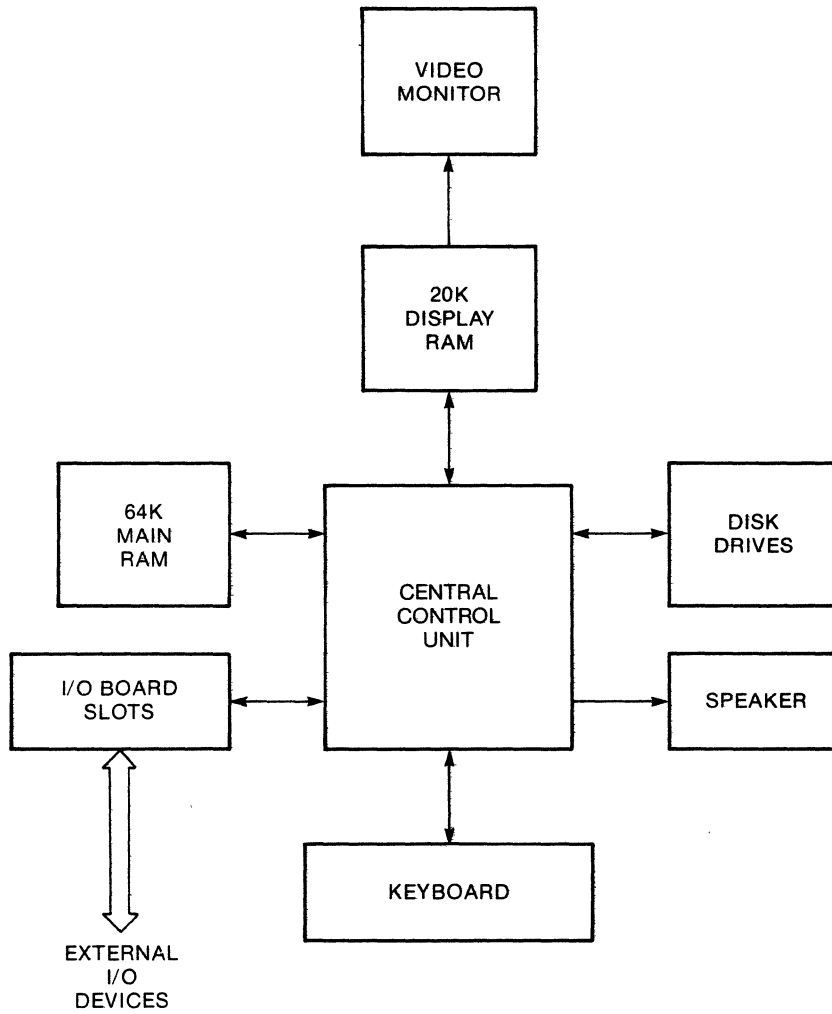 VIDEO
MONITOR
20K
DISPLAY
RAM
64K
MAIN
RAM
DISK
DRIVES
CENTRAL
CONTROL
UNIT
I/O BOARD
SLOTS
SPEAKER
KEYBOARD
EXTERNAL
I/O
DEVICES